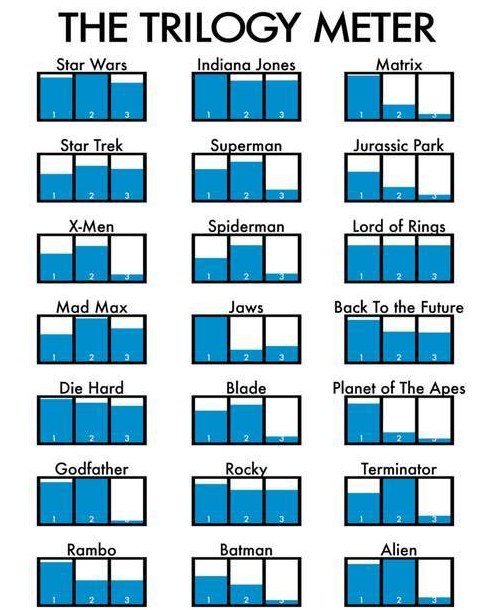 THE TRILOGY METER
Star Wars Indiana Jones Matrix
1 2 3 1 2 3 1 2 3
Star Trek Superman Jurassic Park
1 2 3 1 2 3 1 2 3
X-Men Spiderman Lord of Rings
1 2 3 1 2 3 1 2 3
Mad Max Jaws Back To the Future
1 2 3 1 2 3 1 2 3
Die Hard Blade Planet of The Apes
1 2 3 1 2 3 1 2 3
Godfather Rocky Terminator
1 2 3 1 2 3 1 2 3
Rambo Batman Alien
1 2 3 1 2 3 1 2 3